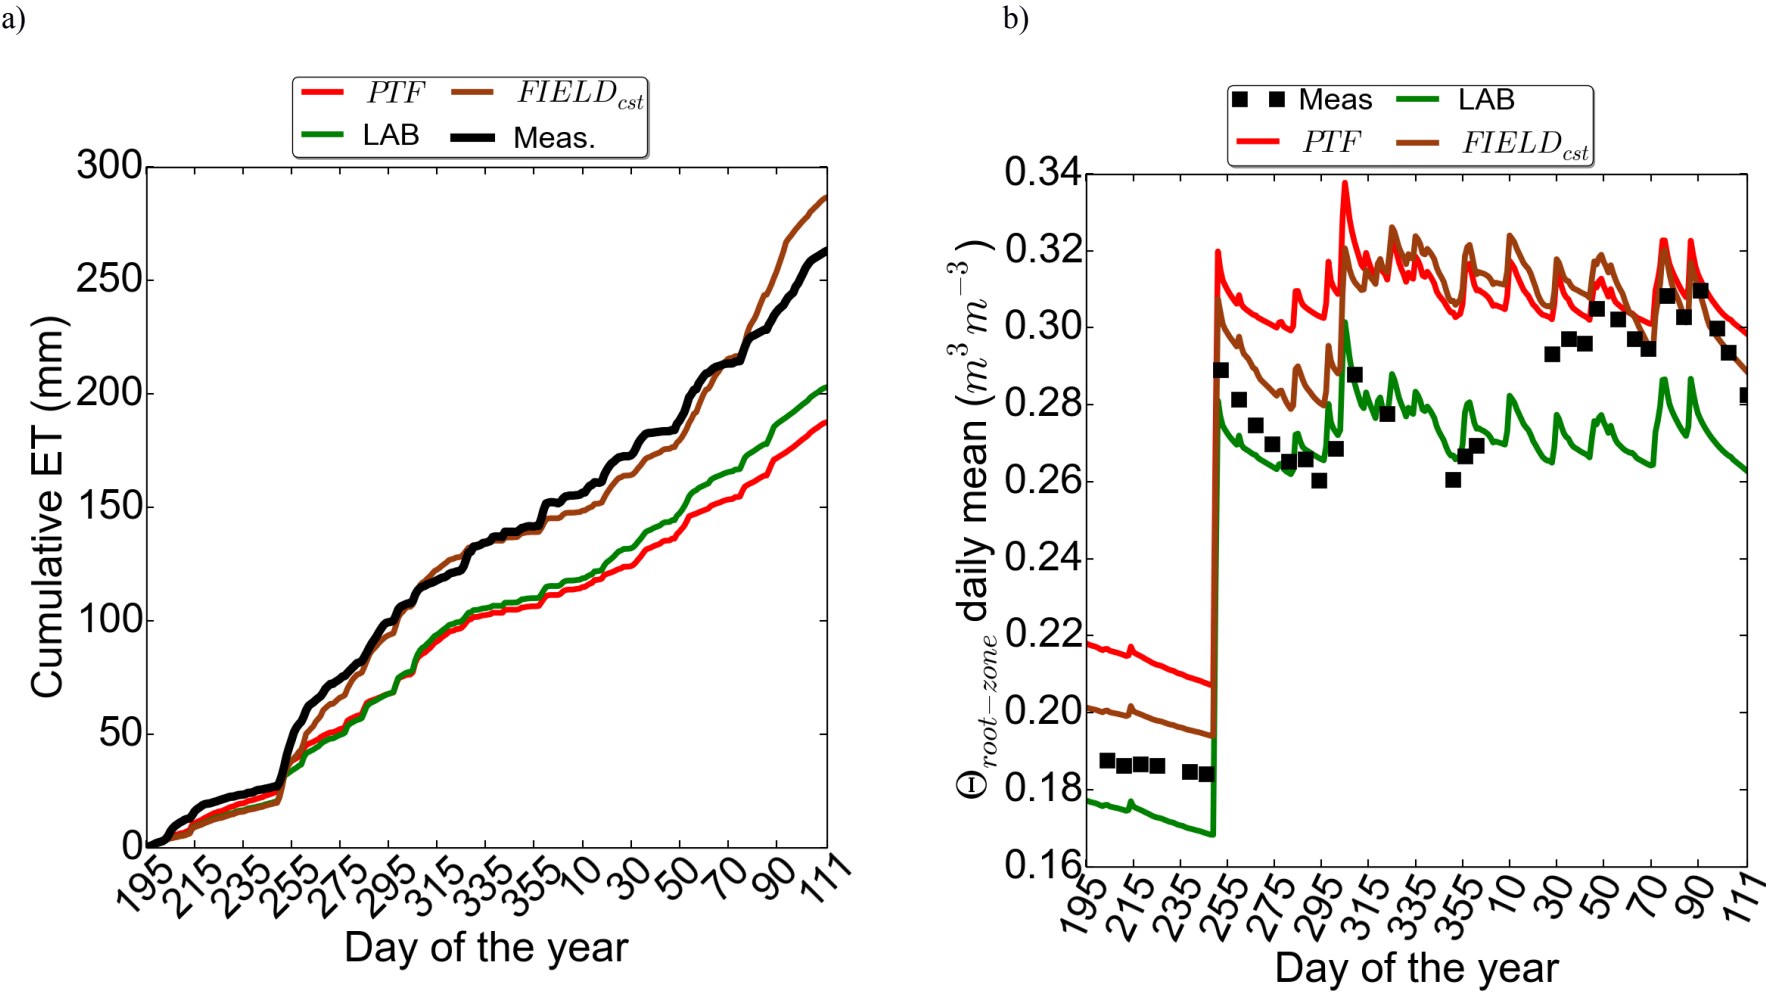 a)
PTF FIELD_cst
LAB Meas.
300
250
200
150
100
50
0
Cumulative ET (mm)
195 215 235 255 275 295 315 335 355 10 30 50 70 90 111
Day of the year
b)
Meas LAB
PTF FIELD_cst
0.34
0.32
0.30
0.28
0.26
0.24
0.22
0.20
0.18
0.16
Θ_root−zone daily mean (m³ m⁻³)
195 215 235 255 275 295 315 335 355 10 30 50 70 90 111
Day of the year